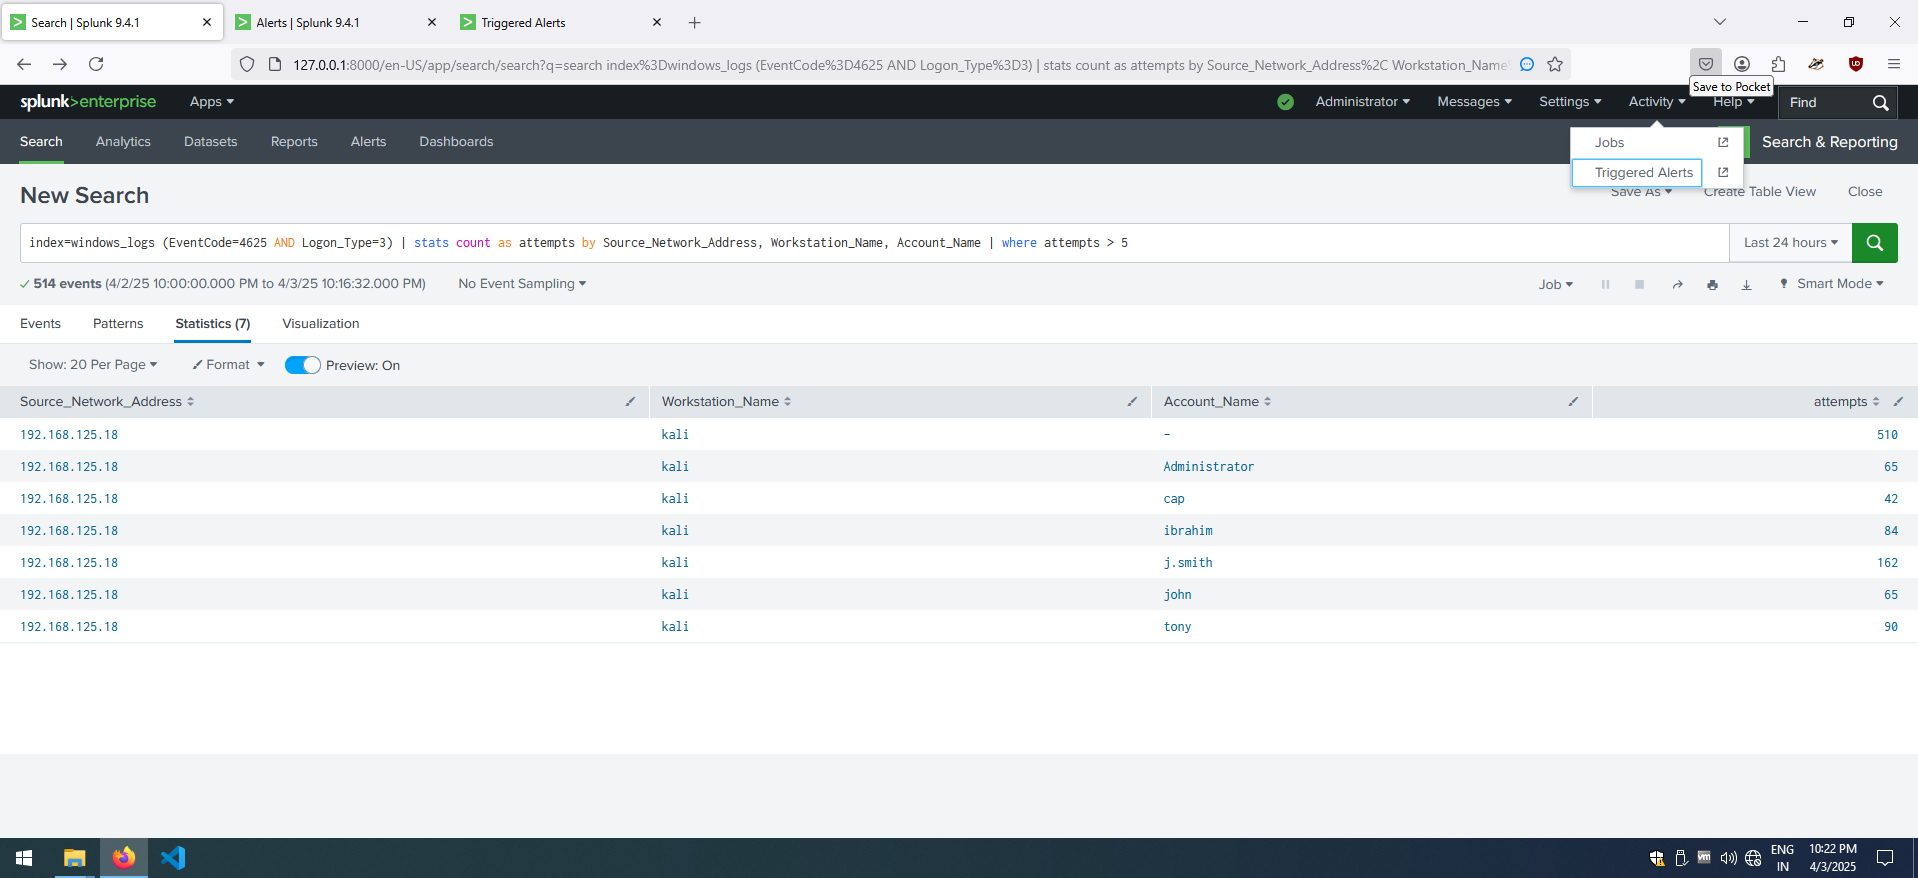 Search | Splunk 9.4.1
Alerts | Splunk 9.4.1
Triggered Alerts
127.0.0.1:8000/en-US/app/search/search?q=search index%3Dwindows_logs (EventCode%3D4625 AND Logon_Type%3D3) | stats count as attempts by Source_Network_Address%2C Workstation_Name
Save to Pocket
splunk>enterprise
Apps
Administrator
Messages
Settings
Activity
Help
Find
Search
Analytics
Datasets
Reports
Alerts
Dashboards
Jobs
Triggered Alerts
Search & Reporting
New Search
Save As
Create Table View
Close
index=windows_logs (EventCode=4625 AND Logon_Type=3) | stats count as attempts by Source_Network_Address, Workstation_Name, Account_Name | where attempts > 5
Last 24 hours
514 events (4/2/25 10:00:00.000 PM to 4/3/25 10:16:32.000 PM)
No Event Sampling
Job
Smart Mode
Events
Patterns
Statistics (7)
Visualization
Show: 20 Per Page
Format
Preview: On
Source_Network_Address Workstation_Name Account_Name attempts
192.168.125.18 kali - 510
192.168.125.18 kali Administrator 65
192.168.125.18 kali cap 42
192.168.125.18 kali ibrahim 84
192.168.125.18 kali j.smith 162
192.168.125.18 kali john 65
192.168.125.18 kali tony 90
vm
ENG
IN
10:22 PM
4/3/2025